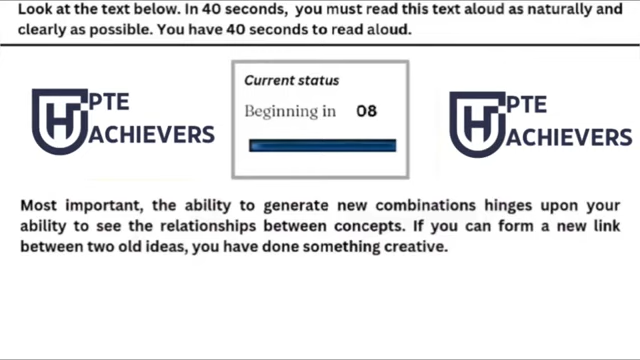 Look at the text below. In 40 seconds, you must read this text aloud as naturally and
clearly as possible. You have 40 seconds to read aloud.
Current status
Beginning in 08
H PTE
ACHIEVERS
H PTE
ACHIEVERS
Most important, the ability to generate new combinations hinges upon your
ability to see the relationships between concepts. If you can form a new link
between two old ideas, you have done something creative.